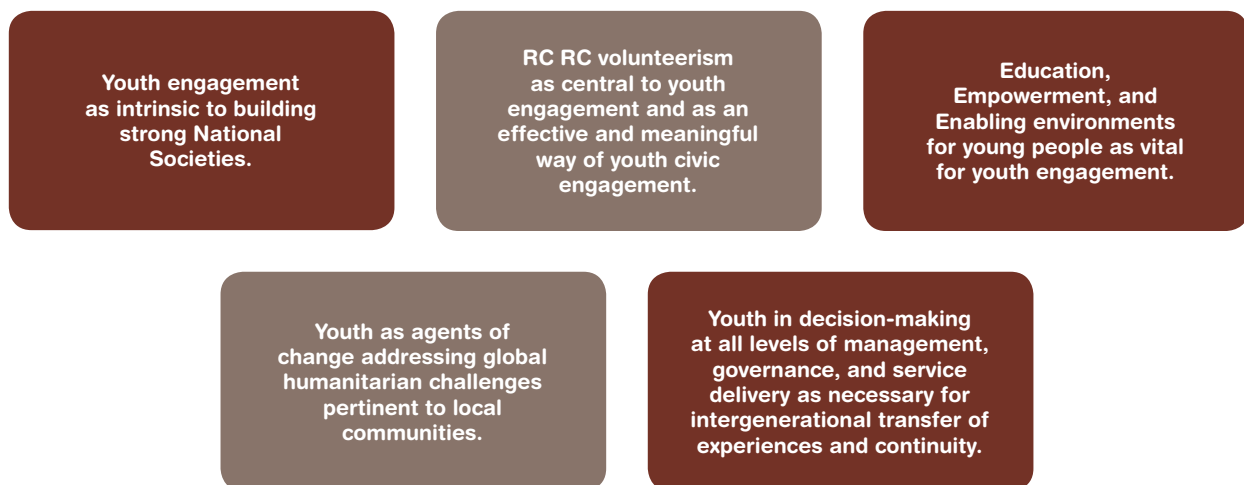 Youth engagement
as intrinsic to building
strong National
Societies.
RC RC volunteerism
as central to youth
engagement and as an
effective and meaningful
way of youth civic
engagement.
Education,
Empowerment, and
Enabling environments
for young people as vital
for youth engagement.
Youth as agents of
change addressing global
humanitarian challenges
pertinent to local
communities.
Youth in decision-making
at all levels of management,
governance, and service
delivery as necessary for
intergenerational transfer of
experiences and continuity.